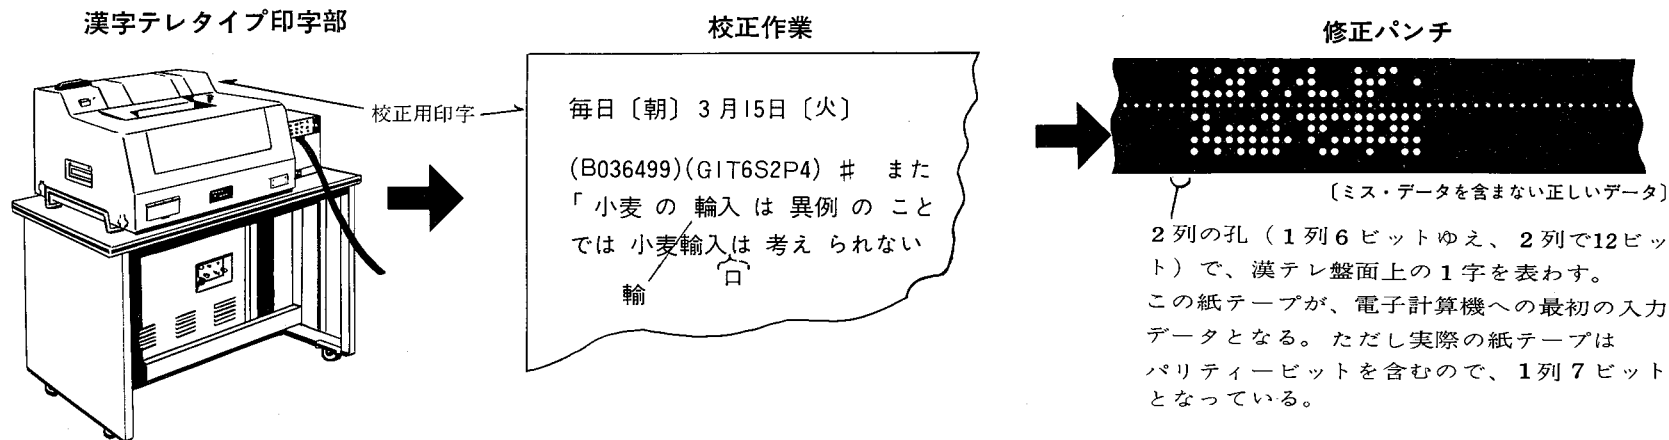 漢字テレタイプ印字部
校正用印字
校正作業
毎日〔朝〕3月15日〔火〕
(B036499)(G1T6S2P4) # また
「 小麦 の 輪入 は 異例 の こと
では 小麦輸入は 考え られない
輸
口
修正パンチ
〔ミス・データを含まない正しいデータ〕
2列の孔（1列6ビットゆえ、2列で12ビッ
ト）で、漢テレ盤面上の1字を表わす。
この紙テープが、電子計算機への最初の入力
データとなる。ただし実際の紙テープは
パリティービットを含むので、1列7ビット
となっている。